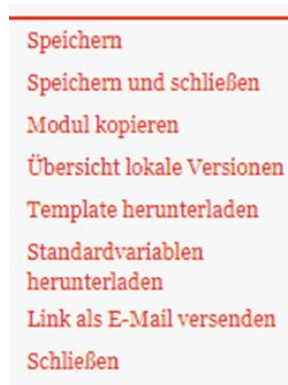 Speichern
Speichern und schließen
Modul kopieren
Übersicht lokale Versionen
Template herunterladen
Standardvariablen
herunterladen
Link als E-Mail versenden
Schließen